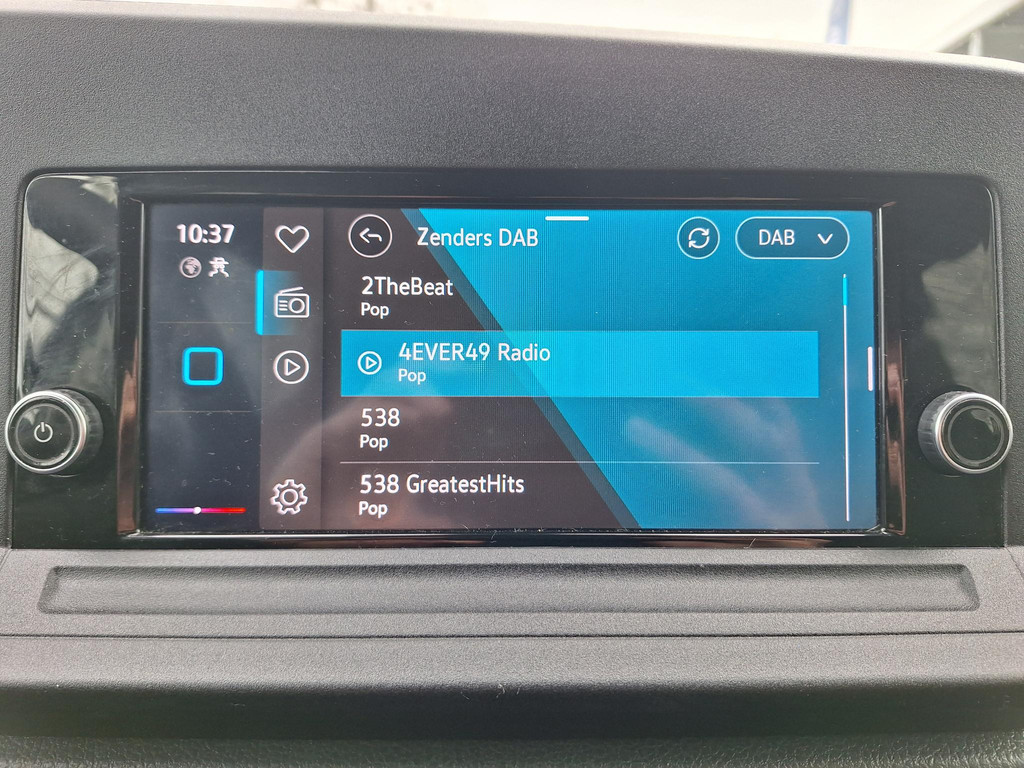 10:37
Zenders DAB
DAB
2TheBeat
Pop
4EVER49 Radio
Pop
538
Pop
538 GreatestHits
Pop